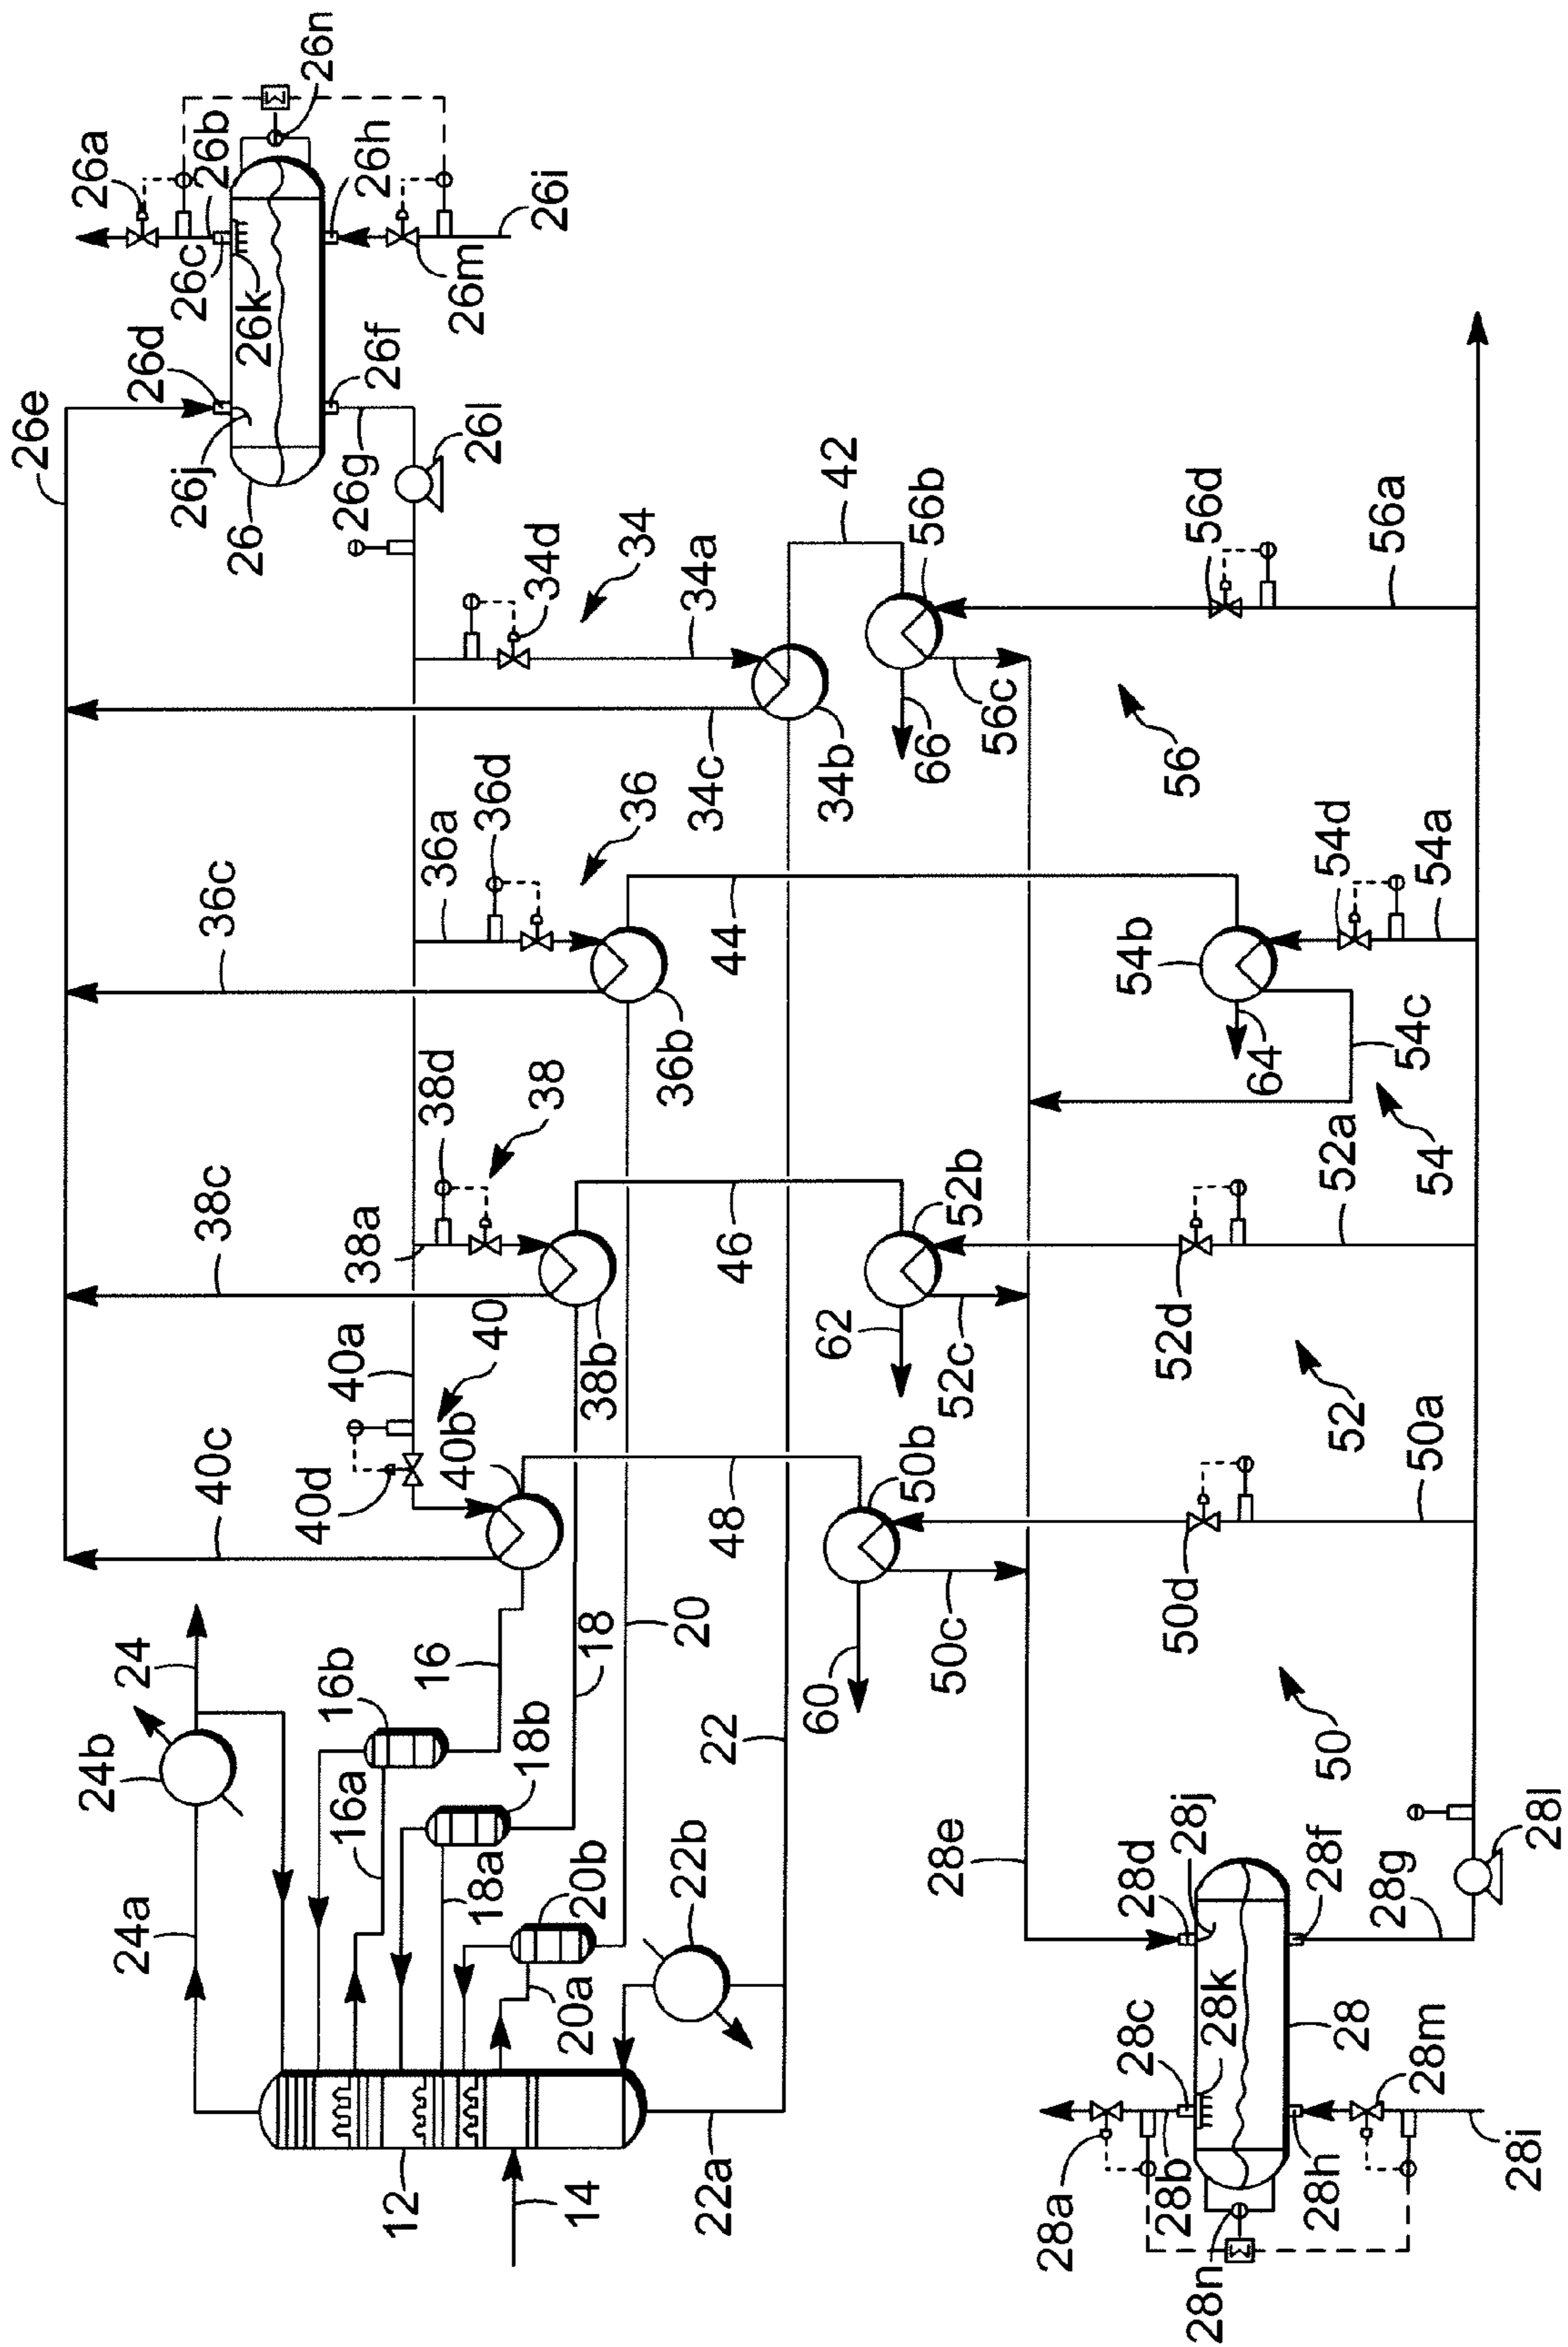 26a
26b
26n
26c
26k
26h
26m
26i
26d
26f
26e
26j
26
26g
26l
34d
34
34a
34c
34b
42
56b
56d
56a
66
56c
56
36a
36d
36
36c
36b
44
54b
54d
54a
64
54c
54
38d
38
38c
38a
38b
46
52b
52a
62
52c
52d
52
40a
40
40b
40c
40d
48
50b
50a
60
50c
50d
50
24
24b
24a
16b
16
16a
18b
18
18a
20b
20
20a
22b
22
22a
12
14
28e
28d
28j
28f
28g
28l
28c
28k
28
28m
28a
28b
28h
28i
28n
Σ
Σ